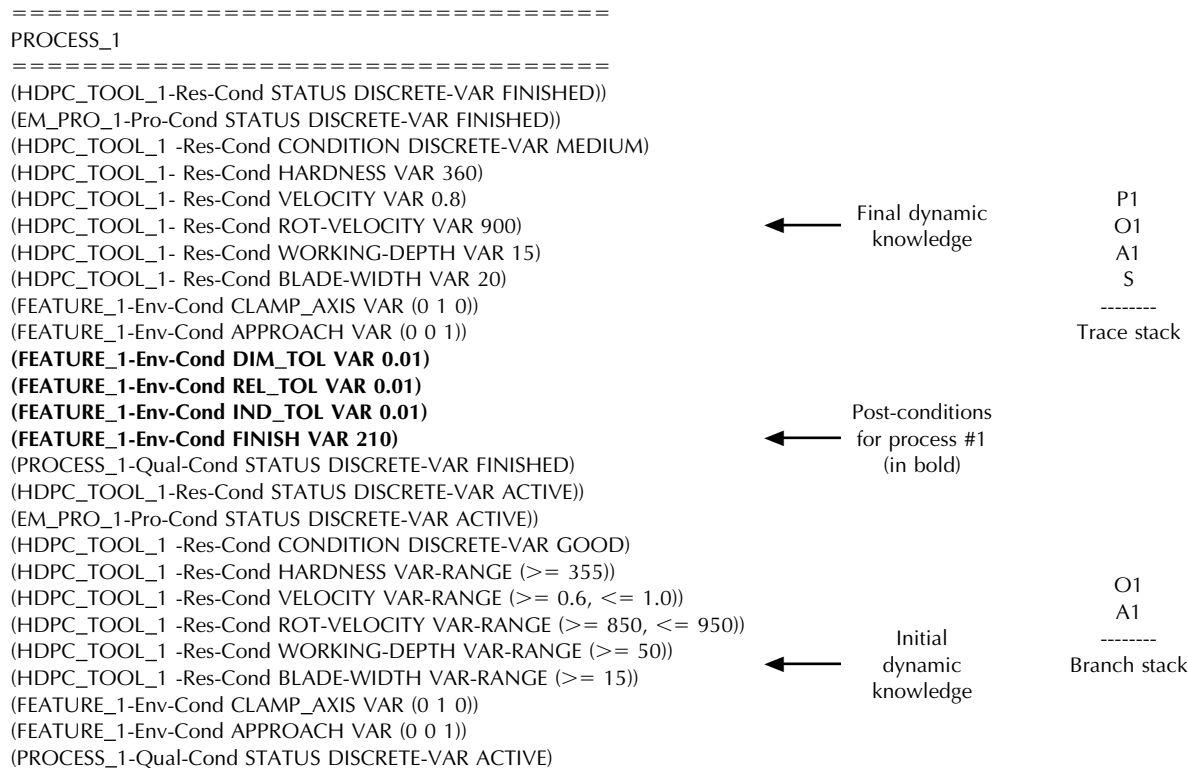 ==================================
PROCESS_1
==================================
(HDPC_TOOL_1-Res-Cond STATUS DISCRETE-VAR FINISHED))
(EM_PRO_1-Pro-Cond STATUS DISCRETE-VAR FINISHED))
(HDPC_TOOL_1 -Res-Cond CONDITION DISCRETE-VAR MEDIUM)
(HDPC_TOOL_1- Res-Cond HARDNESS VAR 360)
(HDPC_TOOL_1- Res-Cond VELOCITY VAR 0.8)
(HDPC_TOOL_1- Res-Cond ROT-VELOCITY VAR 900)
(HDPC_TOOL_1- Res-Cond WORKING-DEPTH VAR 15)
(HDPC_TOOL_1- Res-Cond BLADE-WIDTH VAR 20)
(FEATURE_1-Env-Cond CLAMP_AXIS VAR (0 1 0))
(FEATURE_1-Env-Cond APPROACH VAR (0 0 1))
(FEATURE_1-Env-Cond DIM_TOL VAR 0.01)
(FEATURE_1-Env-Cond REL_TOL VAR 0.01)
(FEATURE_1-Env-Cond IND_TOL VAR 0.01)
(FEATURE_1-Env-Cond FINISH VAR 210)
(PROCESS_1-Qual-Cond STATUS DISCRETE-VAR FINISHED)
(HDPC_TOOL_1-Res-Cond STATUS DISCRETE-VAR ACTIVE))
(EM_PRO_1-Pro-Cond STATUS DISCRETE-VAR ACTIVE))
(HDPC_TOOL_1 -Res-Cond CONDITION DISCRETE-VAR GOOD)
(HDPC_TOOL_1 -Res-Cond HARDNESS VAR-RANGE (>= 355))
(HDPC_TOOL_1 -Res-Cond VELOCITY VAR-RANGE (>= 0.6, <= 1.0))
(HDPC_TOOL_1 -Res-Cond ROT-VELOCITY VAR-RANGE (>= 850, <= 950))
(HDPC_TOOL_1 -Res-Cond WORKING-DEPTH VAR-RANGE (>= 50))
(HDPC_TOOL_1 -Res-Cond BLADE-WIDTH VAR-RANGE (>= 15))
(FEATURE_1-Env-Cond CLAMP_AXIS VAR (0 1 0))
(FEATURE_1-Env-Cond APPROACH VAR (0 0 1))
(PROCESS_1-Qual-Cond STATUS DISCRETE-VAR ACTIVE)
Final dynamic
knowledge
Post-conditions
for process #1
(in bold)
Initial
dynamic
knowledge
P1
O1
A1
S
--------
Trace stack
O1
A1
--------
Branch stack